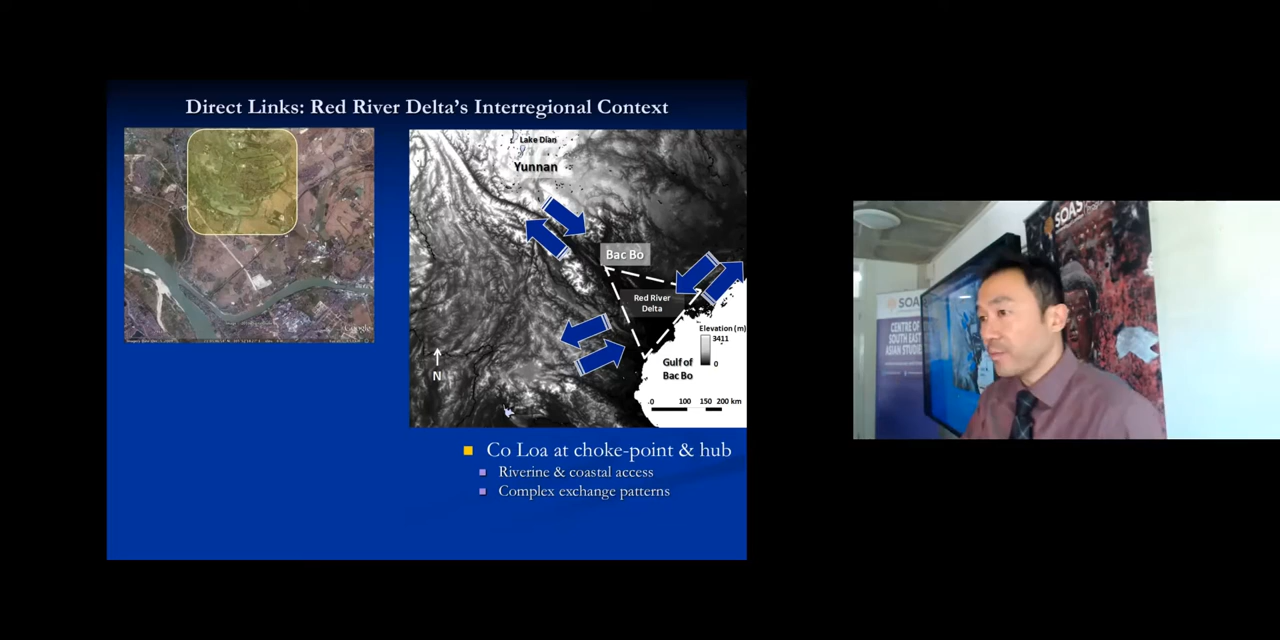 Direct Links: Red River Delta's Interregional Context
Google
Lake Dian
Yunnan
Bac Bo
Red River
Delta
Elevation (m)
3411
0
Gulf of
Bac Bo
N
0 100 150 200 km
Co Loa at choke-point & hub
Riverine & coastal access
Complex exchange patterns
SOAS
SOAS
CENTRE OF
SOUTH EAST
ASIAN STUDIES